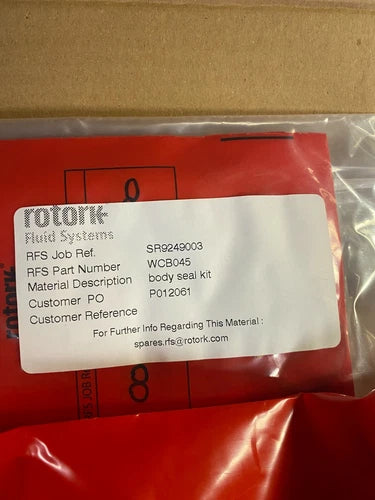 rotork
Fluid Systems
RFS Job Ref. SR9249003
RFS Part Number WCB045
Material Description body seal kit
Customer PO P012061
Customer Reference
For Further Info Regarding This Material :
spares.rfs@rotork.com
rotork